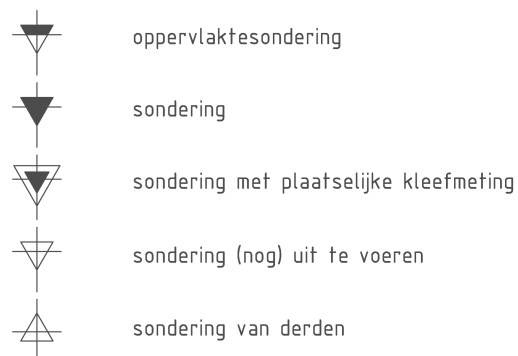 oppervlaktesondering
sondering
sondering met plaatselijke kleefmeting
sondering (nog) uit te voeren
sondering van derden